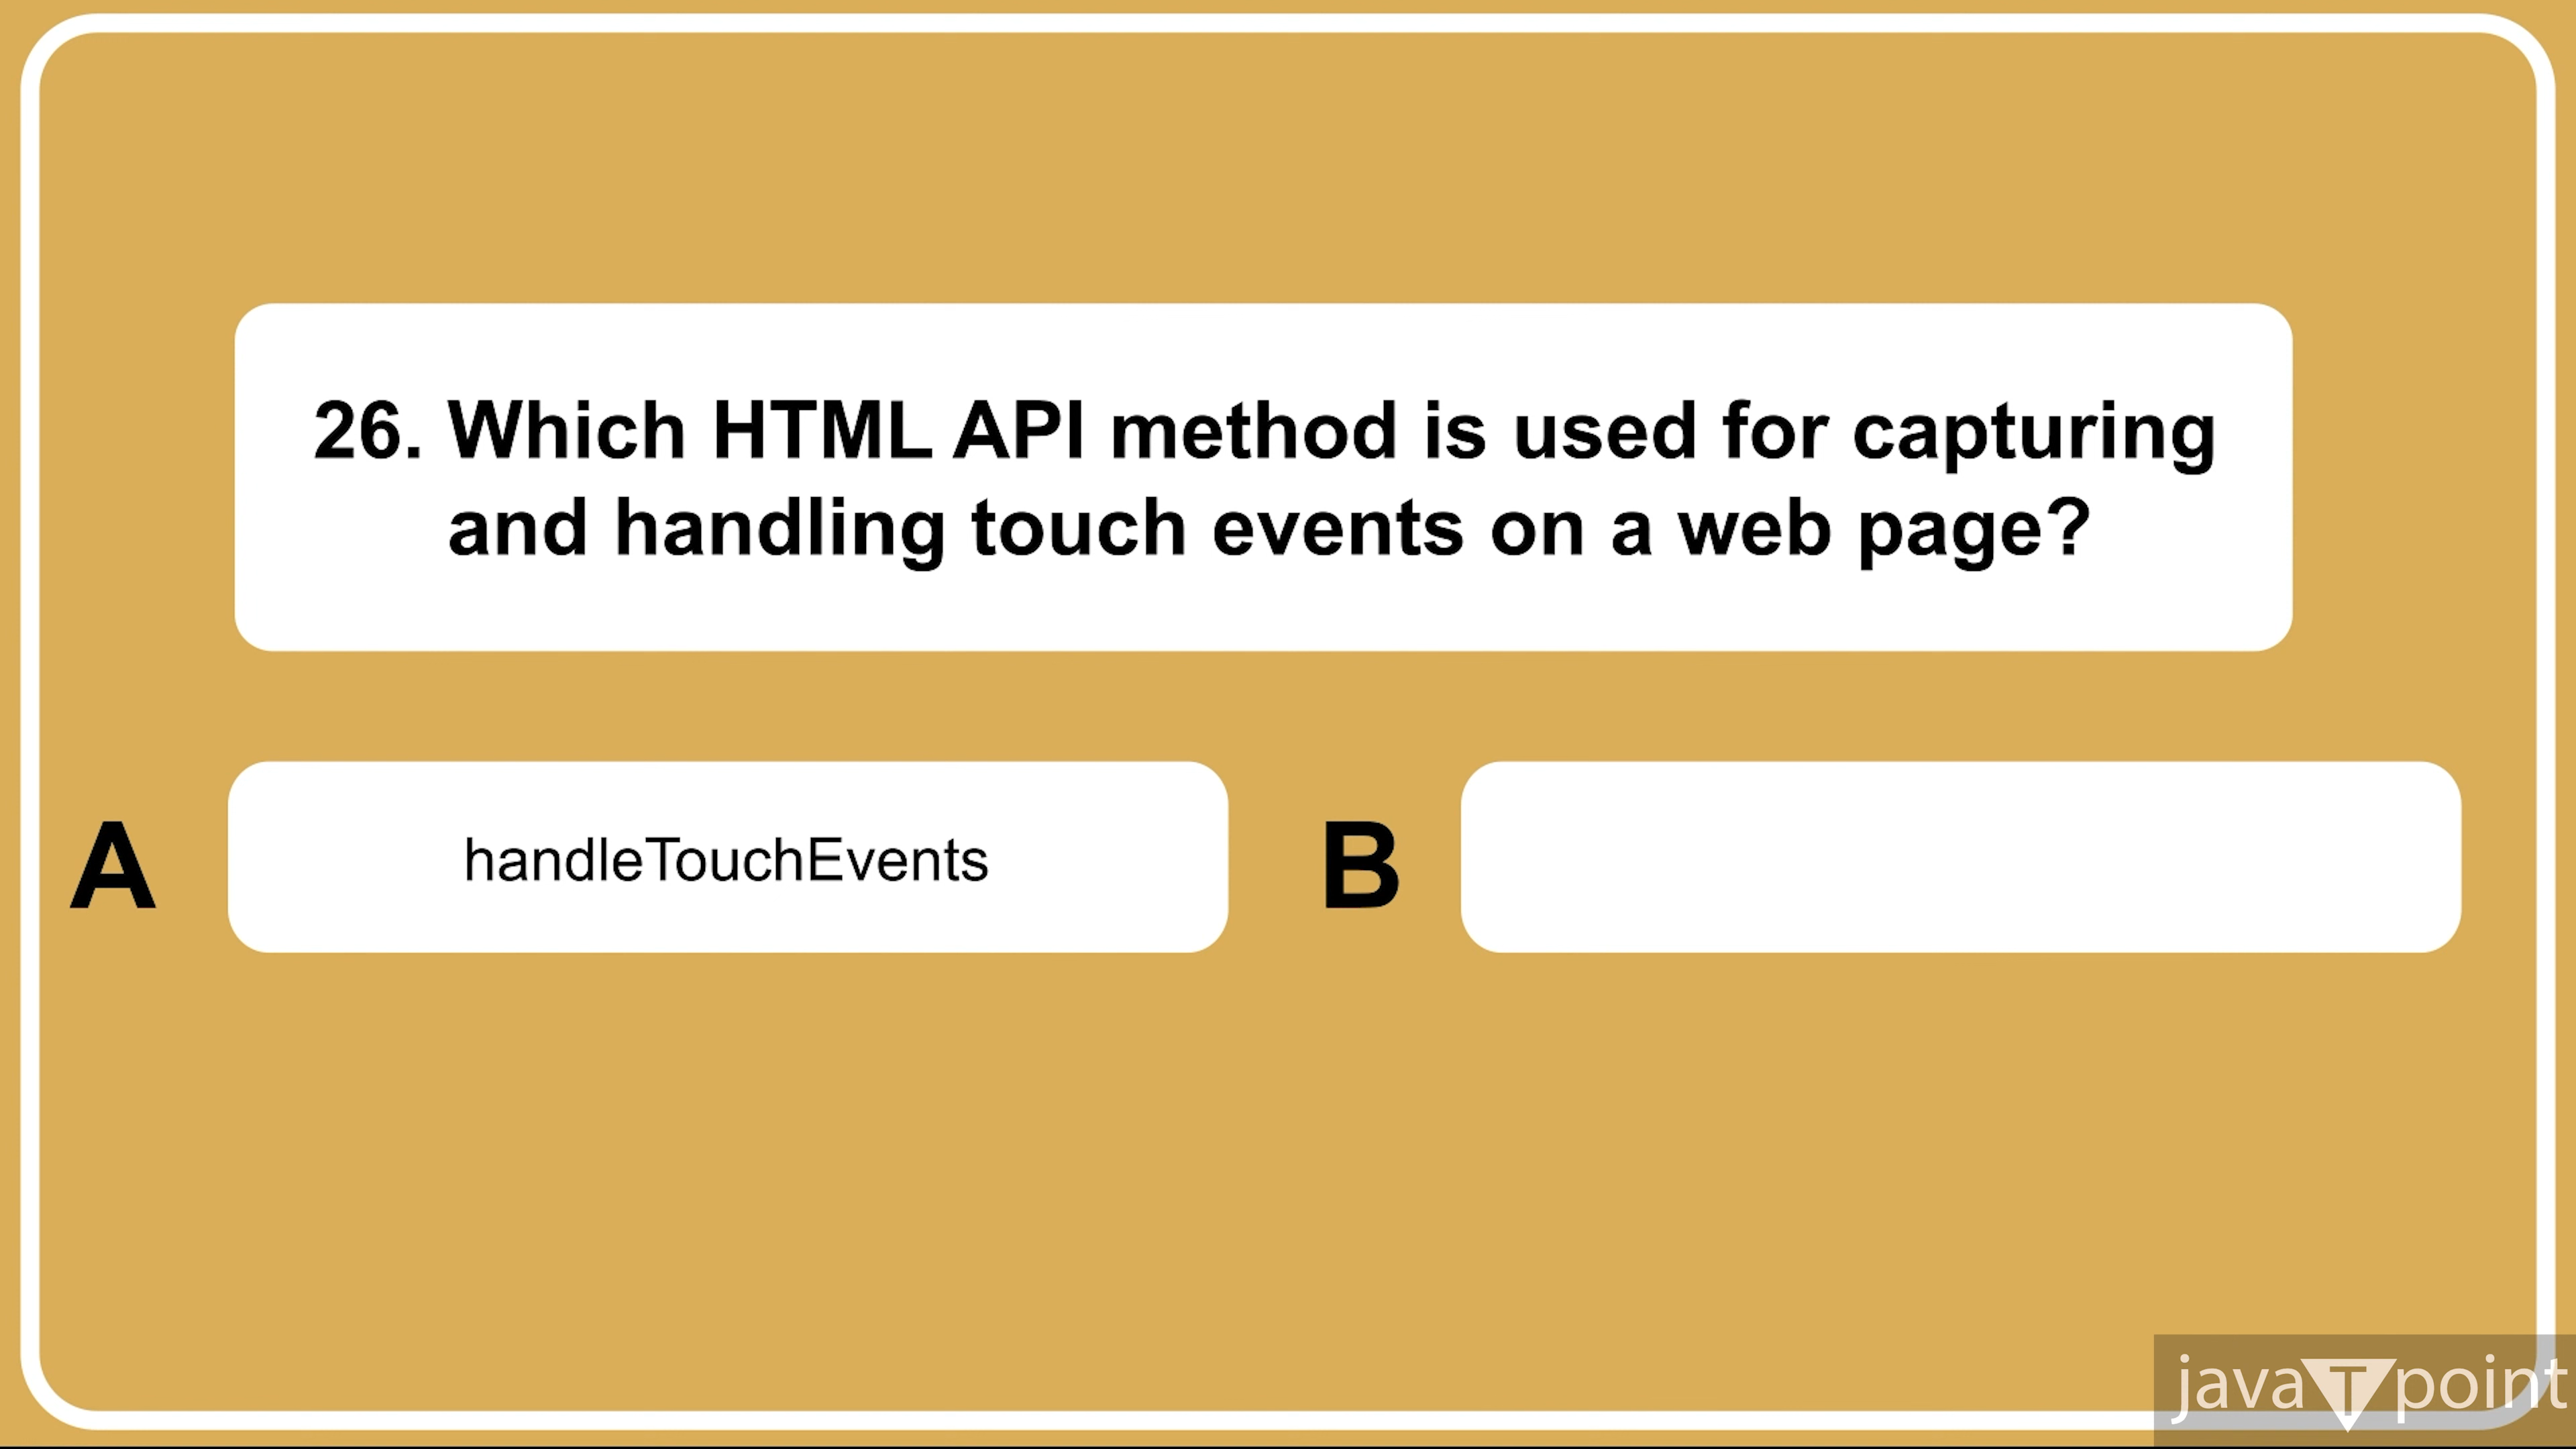 26. Which HTML API method is used for capturing
and handling touch events on a web page?
A
handleTouchEvents
B
javaTpoint